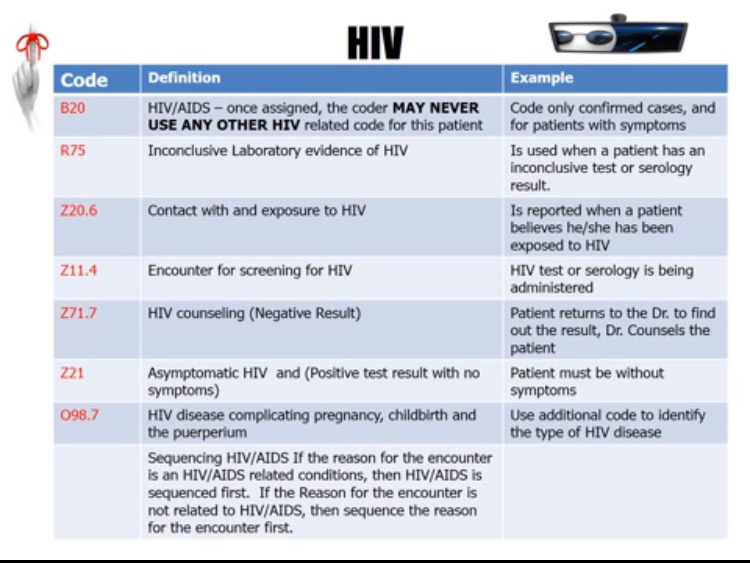 HIV
Code Definition Example
B20 HIV/AIDS – once assigned, the coder MAY NEVER Code only confirmed cases, and
USE ANY OTHER HIV related code for this patient for patients with symptoms
R75 Inconclusive Laboratory evidence of HIV Is used when a patient has an
inconclusive test or serology
result.
Z20.6 Contact with and exposure to HIV Is reported when a patient
believes he/she has been
exposed to HIV
Z11.4 Encounter for screening for HIV HIV test or serology is being
administered
Z71.7 HIV counseling (Negative Result) Patient returns to the Dr. to find
out the result, Dr. Counsels the
patient
Z21 Asymptomatic HIV and (Positive test result with no Patient must be without
symptoms) symptoms
O98.7 HIV disease complicating pregnancy, childbirth and Use additional code to identify
the puerperium the type of HIV disease
Sequencing HIV/AIDS If the reason for the encounter
is an HIV/AIDS related conditions, then HIV/AIDS is
sequenced first. If the Reason for the encounter is
not related to HIV/AIDS, then sequence the reason
for the encounter first.